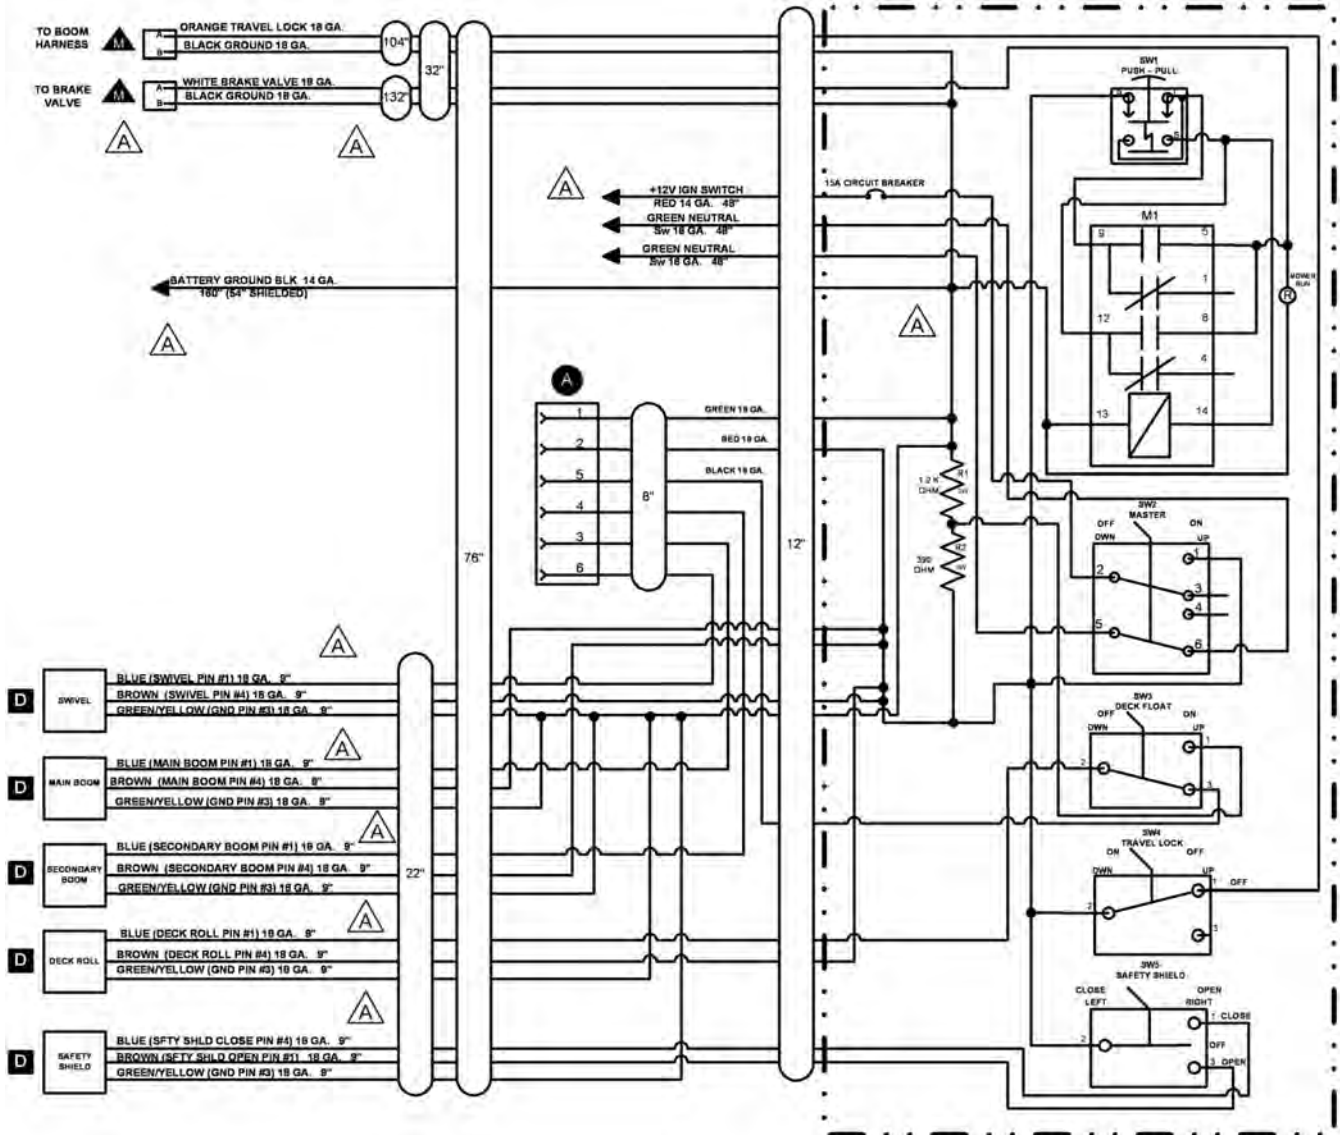 TO BOOM
HARNESS
M
A
B
ORANGE TRAVEL LOCK 18 GA.
BLACK GROUND 18 GA.
104"
32"
TO BRAKE
VALVE
M
A
B
WHITE BRAKE VALVE 18 GA.
BLACK GROUND 18 GA.
132"
A
A
A
+12V IGN SWITCH
RED 14 GA. 48"
GREEN NEUTRAL
Sw 18 GA. 48"
GREEN NEUTRAL
Sw 18 GA. 48"
15A CIRCUIT BREAKER
BATTERY GROUND BLK 14 GA.
160" (54" SHIELDED)
A
A
SW1
PUSH - PULL
M1
9
5
1
12
8
4
13
14
MOWER
RUN
R
A
1
2
5
4
3
6
8"
GREEN 18 GA.
RED 18 GA.
BLACK 18 GA.
76"
12"
1.2 K
OHM
R1
390
OHM
R2
SW2
MASTER
OFF
ON
DWN
UP
1
2
3
4
5
6
SW3
DECK FLOAT
OFF
ON
DWN
UP
1
2
3
SW4
TRAVEL LOCK
ON
OFF
DWN
UP
1
OFF
2
3
SW5
SAFETY SHIELD
CLOSE
OPEN
LEFT
RIGHT
1 CLOSE
2
OFF
3 OPEN
A
D
SWIVEL
BLUE (SWIVEL PIN #1) 18 GA. 9"
BROWN (SWIVEL PIN #4) 18 GA. 9"
GREEN/YELLOW (GND PIN #3) 18 GA. 9"
A
D
MAIN BOOM
BLUE (MAIN BOOM PIN #1) 18 GA. 9"
BROWN (MAIN BOOM PIN #4) 18 GA. 9"
GREEN/YELLOW (GND PIN #3) 18 GA. 9"
A
D
SECONDARY
BOOM
BLUE (SECONDARY BOOM PIN #1) 18 GA. 9"
BROWN (SECONDARY BOOM PIN #4) 18 GA. 9"
GREEN/YELLOW (GND PIN #3) 18 GA. 9"
22"
A
D
DECK ROLL
BLUE (DECK ROLL PIN #1) 18 GA. 9"
BROWN (DECK ROLL PIN #4) 18 GA. 9"
GREEN/YELLOW (GND PIN #3) 18 GA. 9"
A
D
SAFETY
SHIELD
BLUE (SFTY SHLD CLOSE PIN #4) 18 GA. 9"
BROWN (SFTY SHLD OPEN PIN #1) 18 GA. 9"
GREEN/YELLOW (GND PIN #3) 18 GA. 9"